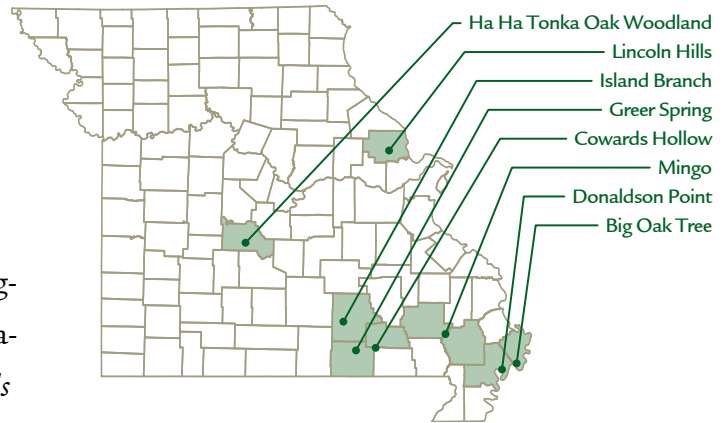 Ha Ha Tonka Oak Woodland
Lincoln Hills
Island Branch
Greer Spring
Cowards Hollow
Mingo
Donaldson Point
Big Oak Tree
g-
a-
ls